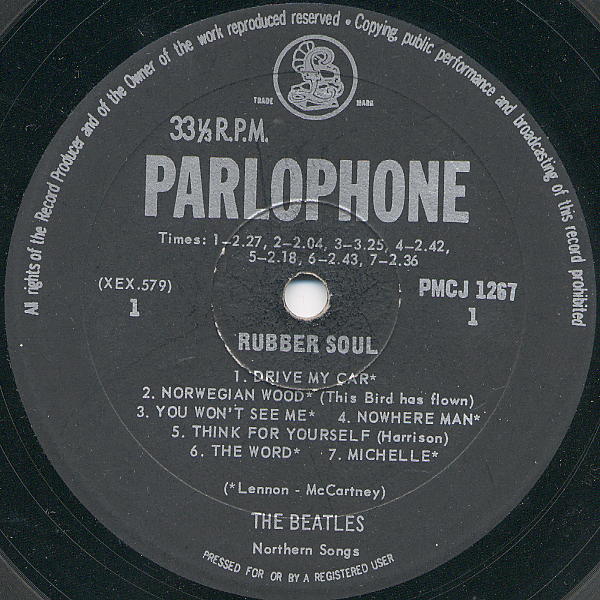 All rights of the Record Producer and of the Owner of the work reproduced reserved • Copying, public performance and broadcasting of this record prohibited
TRADE MARK
33⅓ R.P.M.
PARLOPHONE
Times: 1–2.27, 2–2.04, 3–3.25, 4–2.42,
5–2.18, 6–2.43, 7–2.36
(XEX.579) PMCJ 1267
1 1
RUBBER SOUL
1. DRIVE MY CAR*
2. NORWEGIAN WOOD* (This Bird has flown)
3. YOU WON'T SEE ME* 4. NOWHERE MAN*
5. THINK FOR YOURSELF (Harrison)
6. THE WORD* 7. MICHELLE*
(*Lennon - McCartney)
THE BEATLES
Northern Songs
PRESSED FOR OR BY A REGISTERED USER